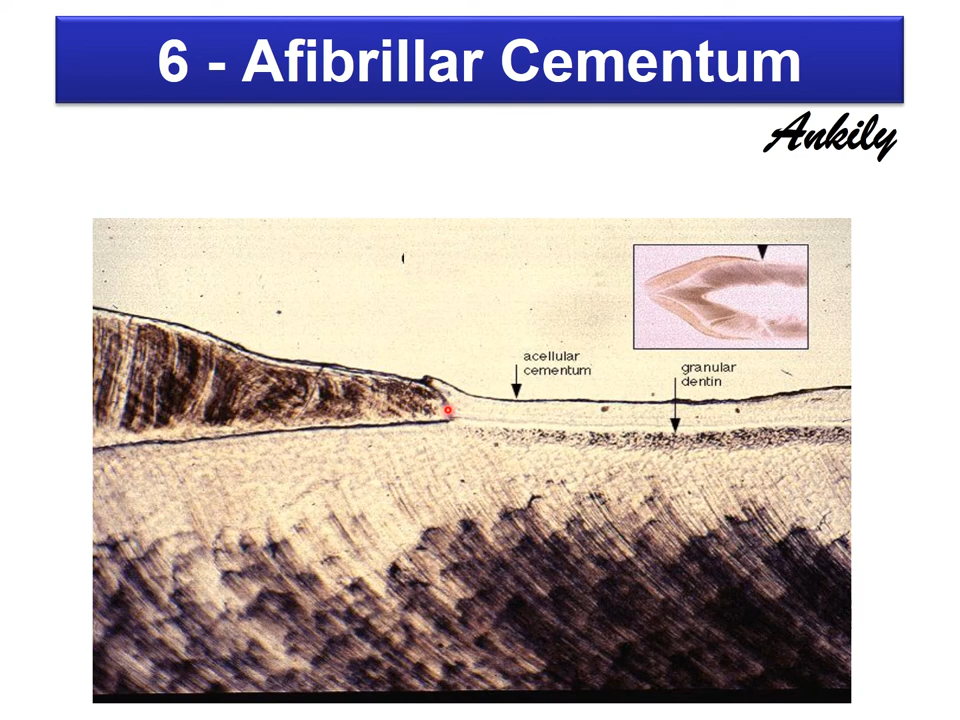 6 - Afibrillar Cementum
Ankily
acellular
cementum
granular
dentin